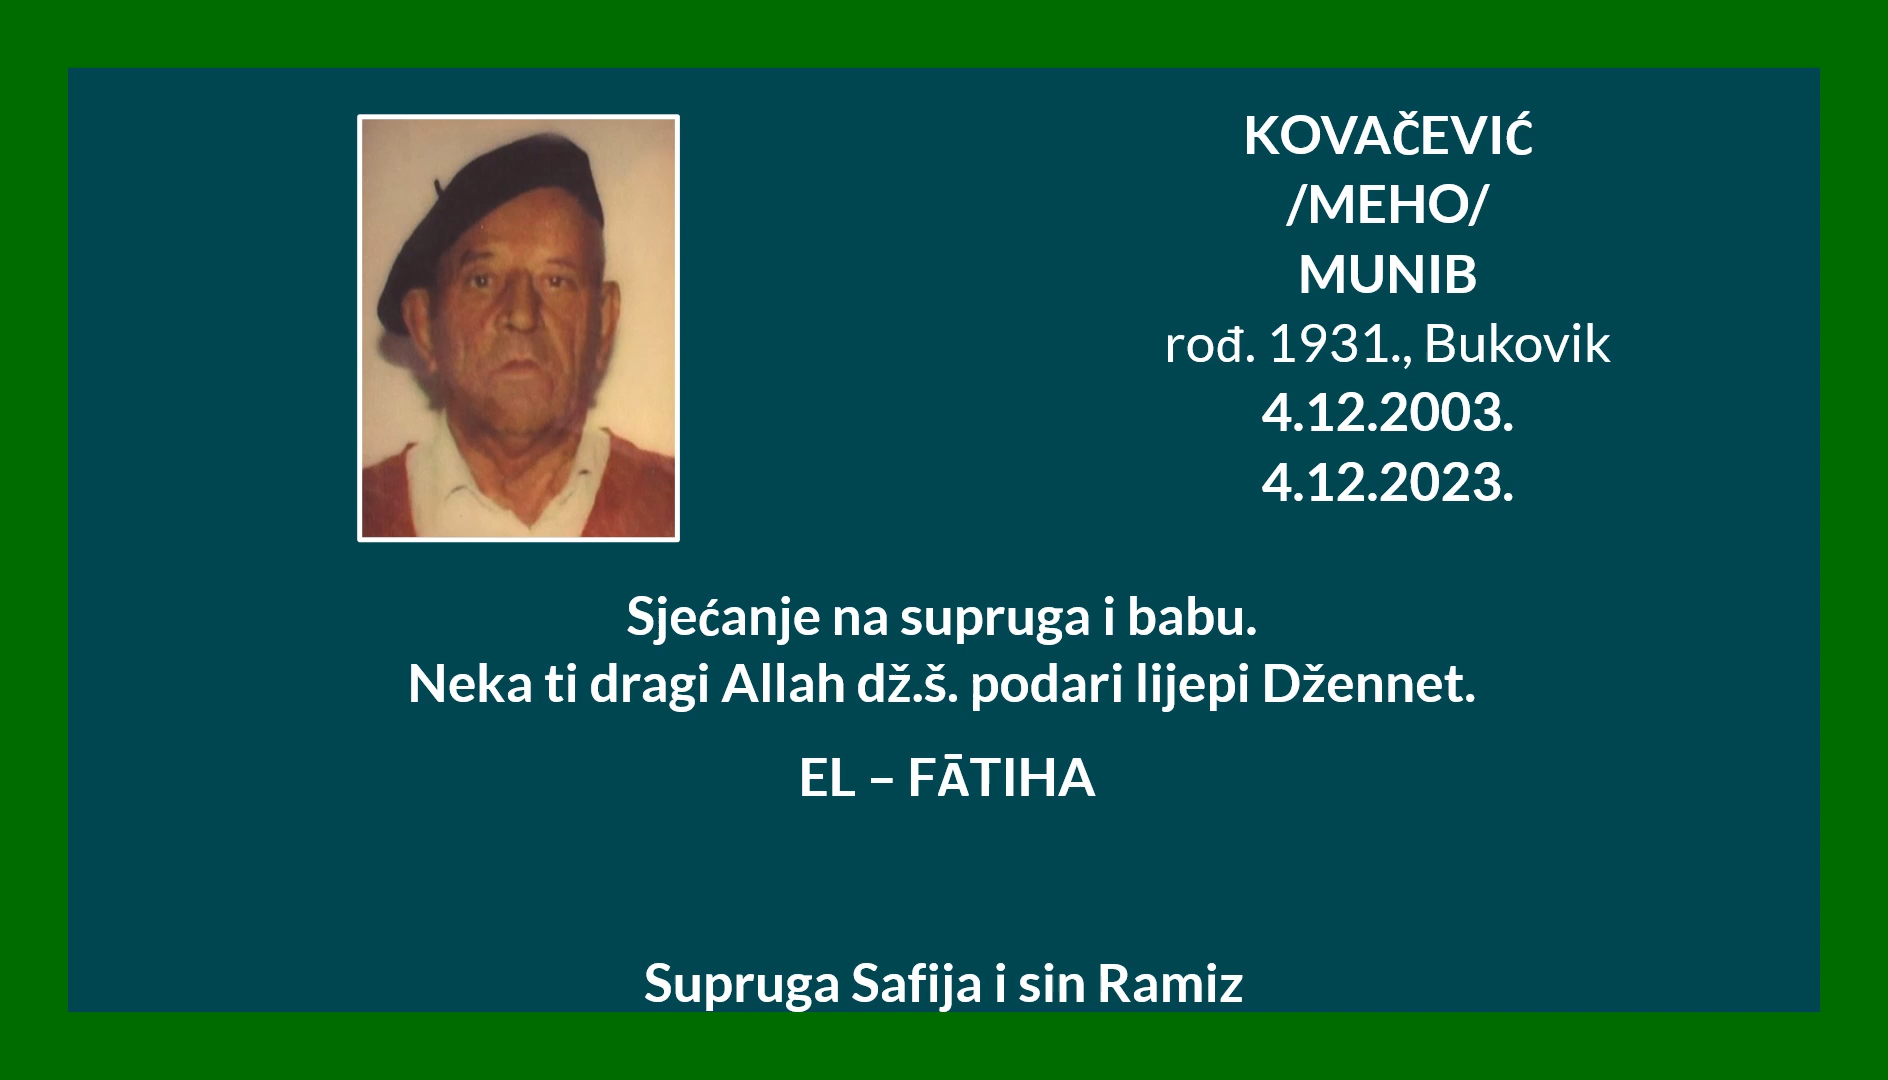 KOVAČEVIĆ
/MEHO/
MUNIB
rođ. 1931., Bukovik
4.12.2003.
4.12.2023.
Sjećanje na supruga i babu.
Neka ti dragi Allah dž.š. podari lijepi Džennet.
EL – FĀTIHA
Supruga Safija i sin Ramiz